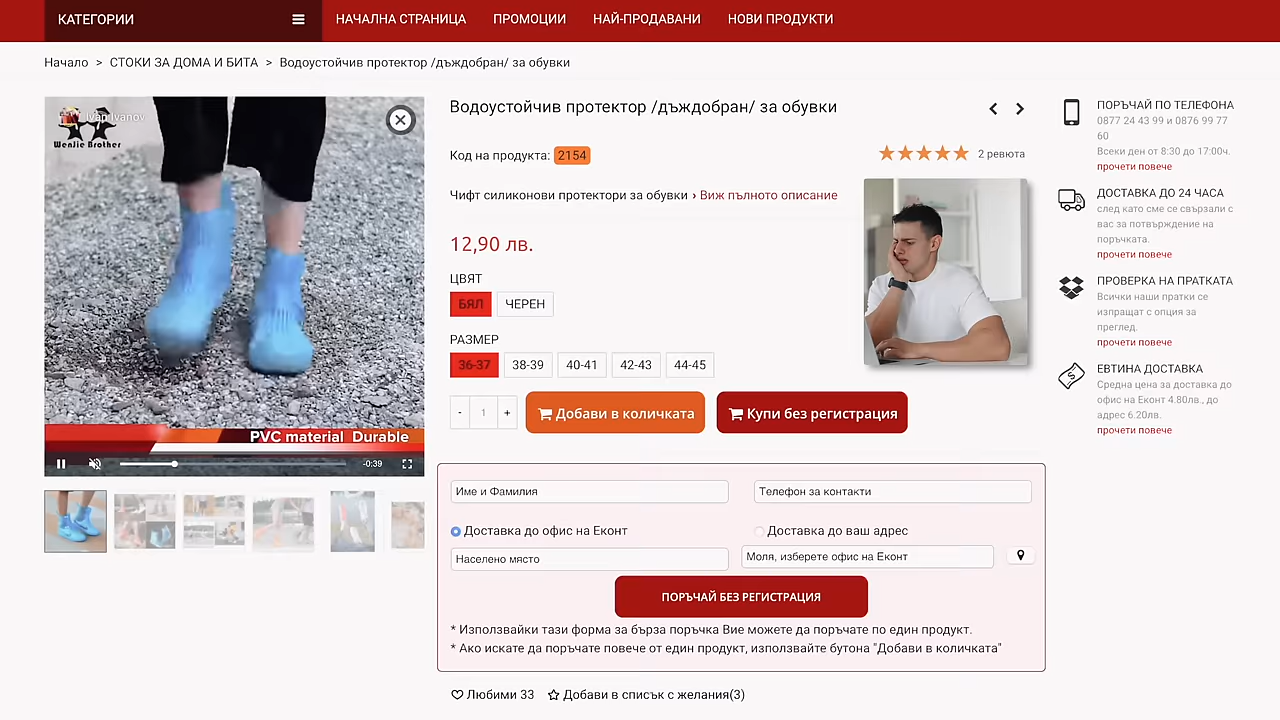 КАТЕГОРИИ
НАЧАЛНА СТРАНИЦА
ПРОМОЦИИ
НАЙ-ПРОДАВАНИ
НОВИ ПРОДУКТИ
Начало > СТОКИ ЗА ДОМА И БИТА > Водоустойчив протектор /дъждобран/ за обувки
Ivan Ivanov
WenJie Brother
PVC material Durable
-0:39
Водоустойчив протектор /дъждобран/ за обувки
Код на продукта: 2154
2 ревюта
Чифт силиконови протектори за обувки › Виж пълното описание
12,90 лв.
ЦВЯТ
БЯЛ
ЧЕРЕН
РАЗМЕР
36-37
38-39
40-41
42-43
44-45
- 1 +
Добави в количката
Купи без регистрация
Име и Фамилия
Телефон за контакти
Доставка до офис на Еконт
Доставка до ваш адрес
Населено място
Моля, изберете офис на Еконт
ПОРЪЧАЙ БЕЗ РЕГИСТРАЦИЯ
* Използвайки тази форма за бърза поръчка Вие можете да поръчате по един продукт.
* Ако искате да поръчате повече от един продукт, използвайте бутона "Добави в количката"
Любими 33
Добави в списък с желания(3)
ПОРЪЧАЙ ПО ТЕЛЕФОНА
0877 24 43 99 и 0876 99 77
60
Всеки ден от 8:30 до 17:00ч.
прочети повече
ДОСТАВКА ДО 24 ЧАСА
след като сме се свързали с
вас за потвърждение на
поръчката.
прочети повече
ПРОВЕРКА НА ПРАТКАТА
Всички наши пратки се
изпращат с опция за
преглед.
прочети повече
ЕВТИНА ДОСТАВКА
Средна цена за доставка до
офис на Еконт 4.80лв., до
адрес 6.20лв.
прочети повече